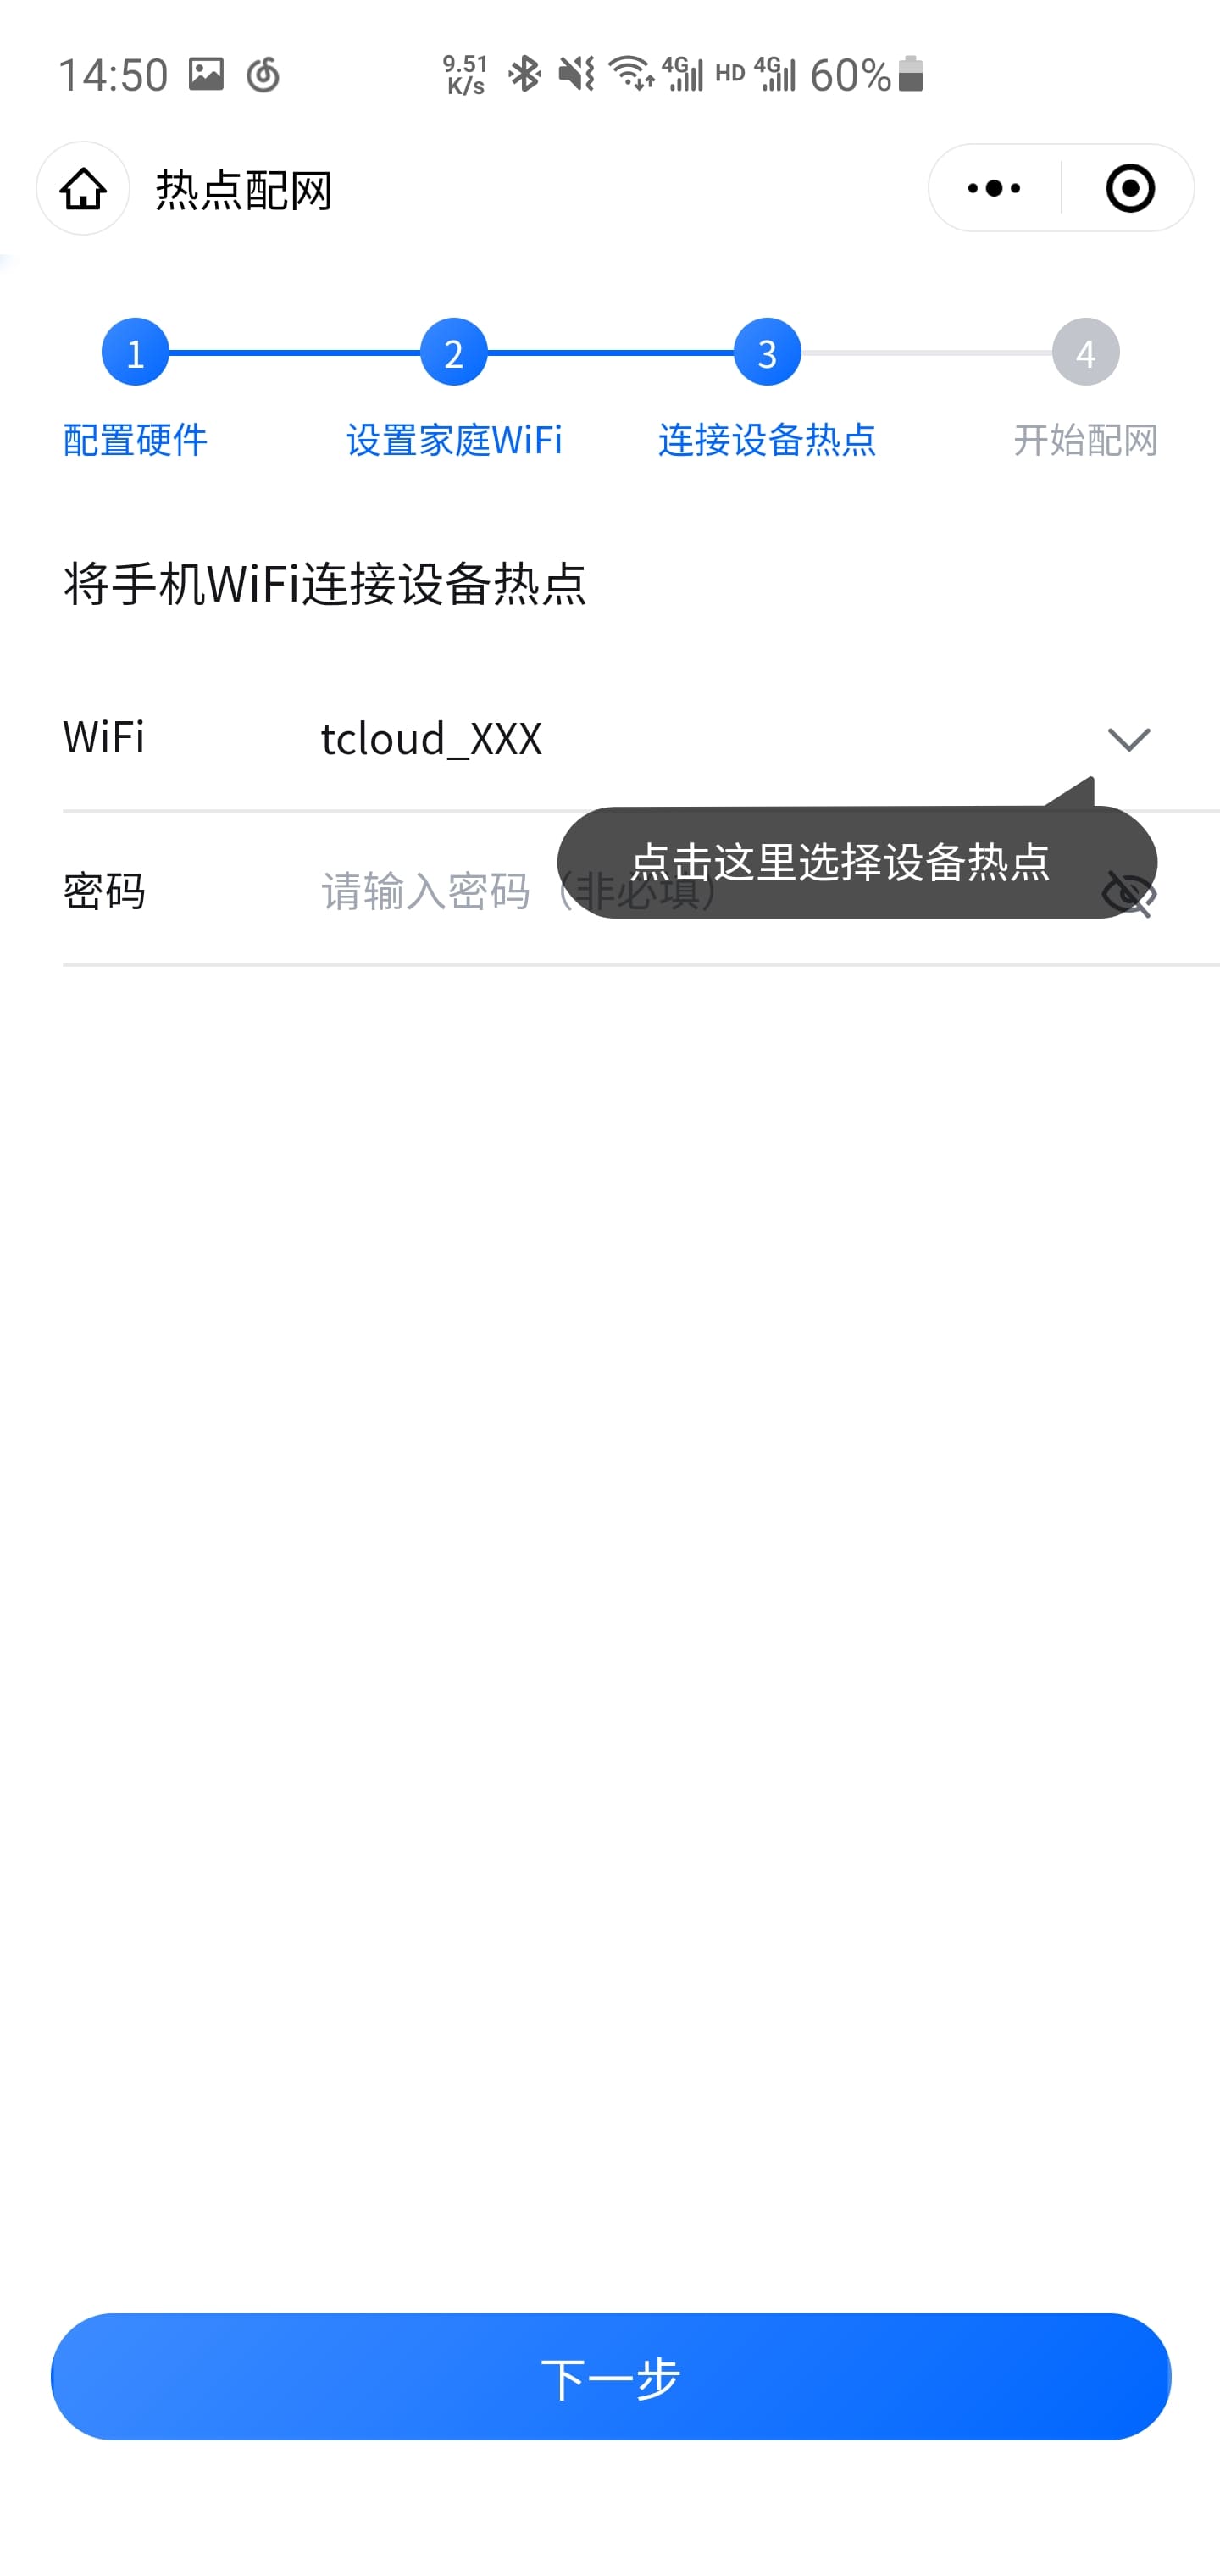 14:50 9.51 K/s 4G HD 4G 60%
热点配网
1 2 3 4
配置硬件 设置家庭WiFi 连接设备热点 开始配网
将手机WiFi连接设备热点
WiFi tcloud_XXX
点击这里选择设备热点
密码 请输入密码（非必填）
下一步